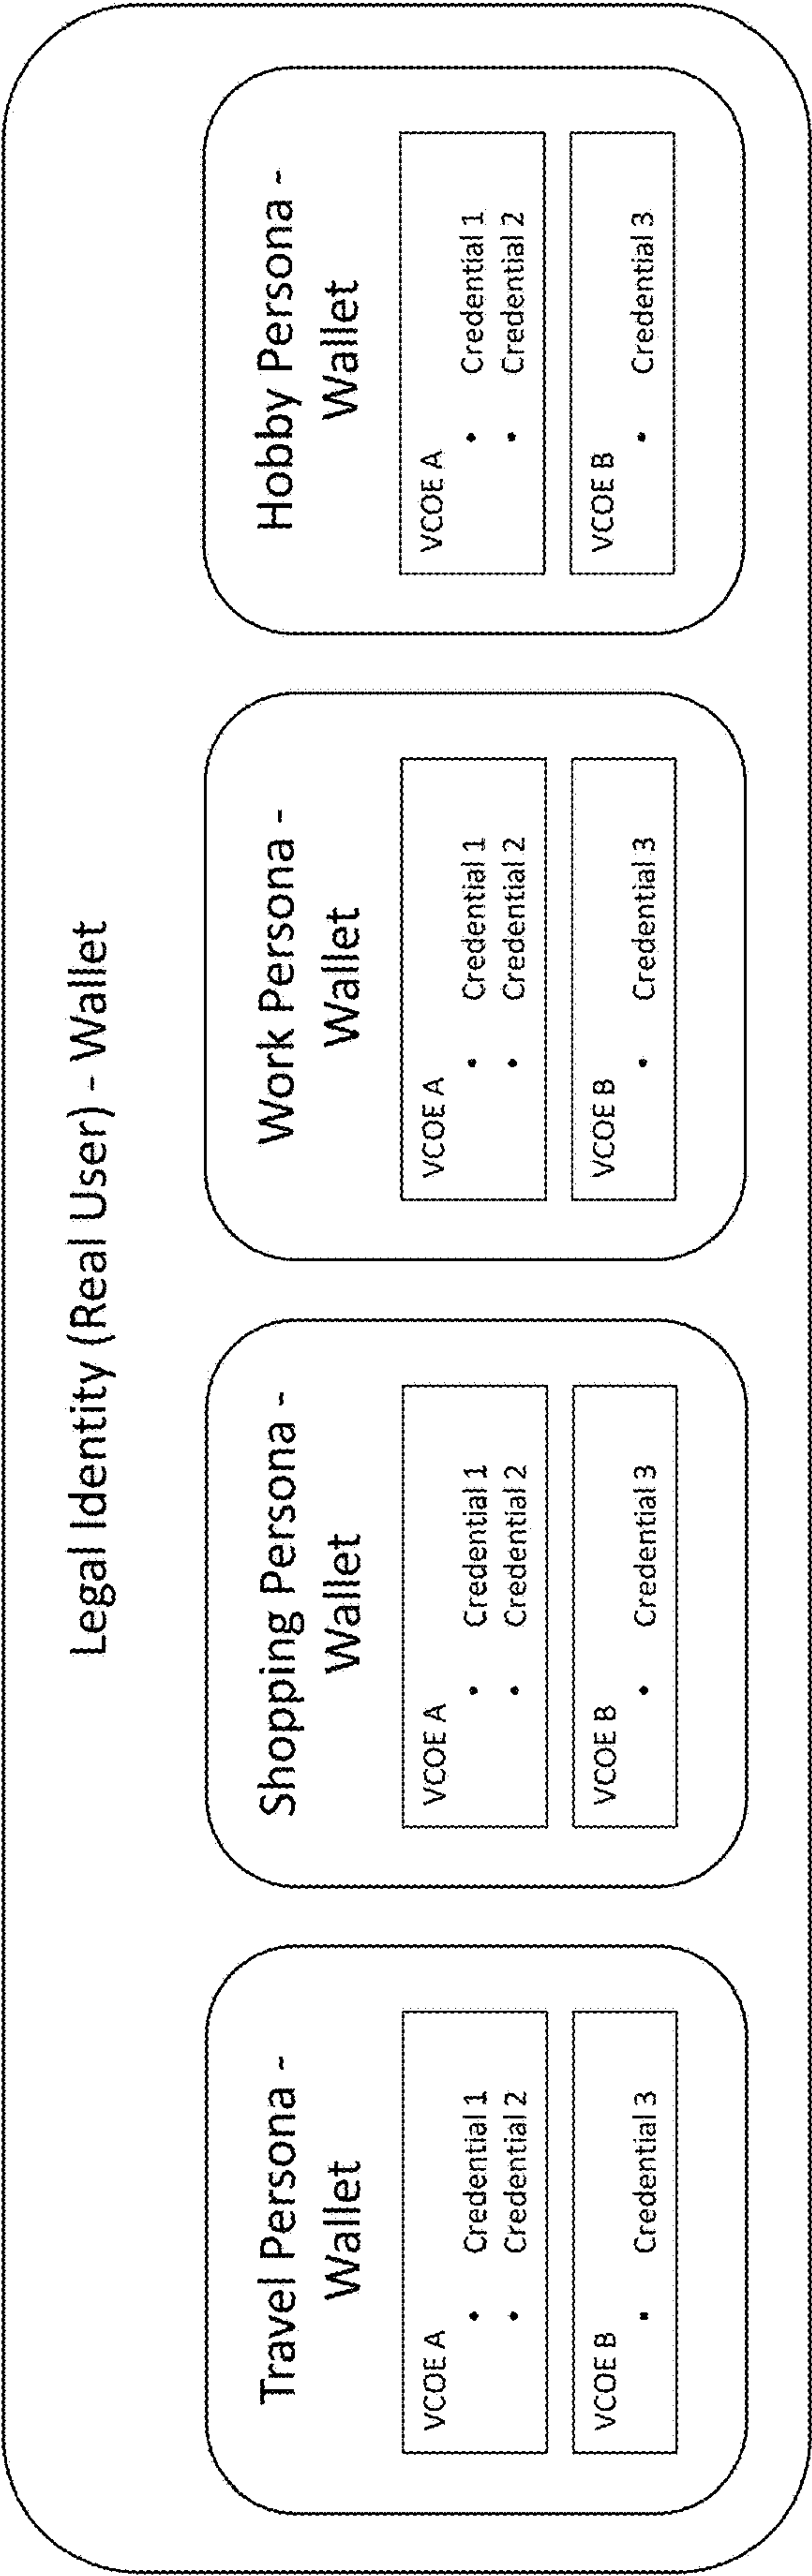 Legal Identity (Real User) - Wallet
Travel Persona -
Wallet
VCOE A
• Credential 1
• Credential 2
VCOE B
• Credential 3
Shopping Persona -
Wallet
VCOE A
• Credential 1
• Credential 2
VCOE B
• Credential 3
Work Persona -
Wallet
VCOE A
• Credential 1
• Credential 2
VCOE B
• Credential 3
Hobby Persona -
Wallet
VCOE A
• Credential 1
• Credential 2
VCOE B
• Credential 3